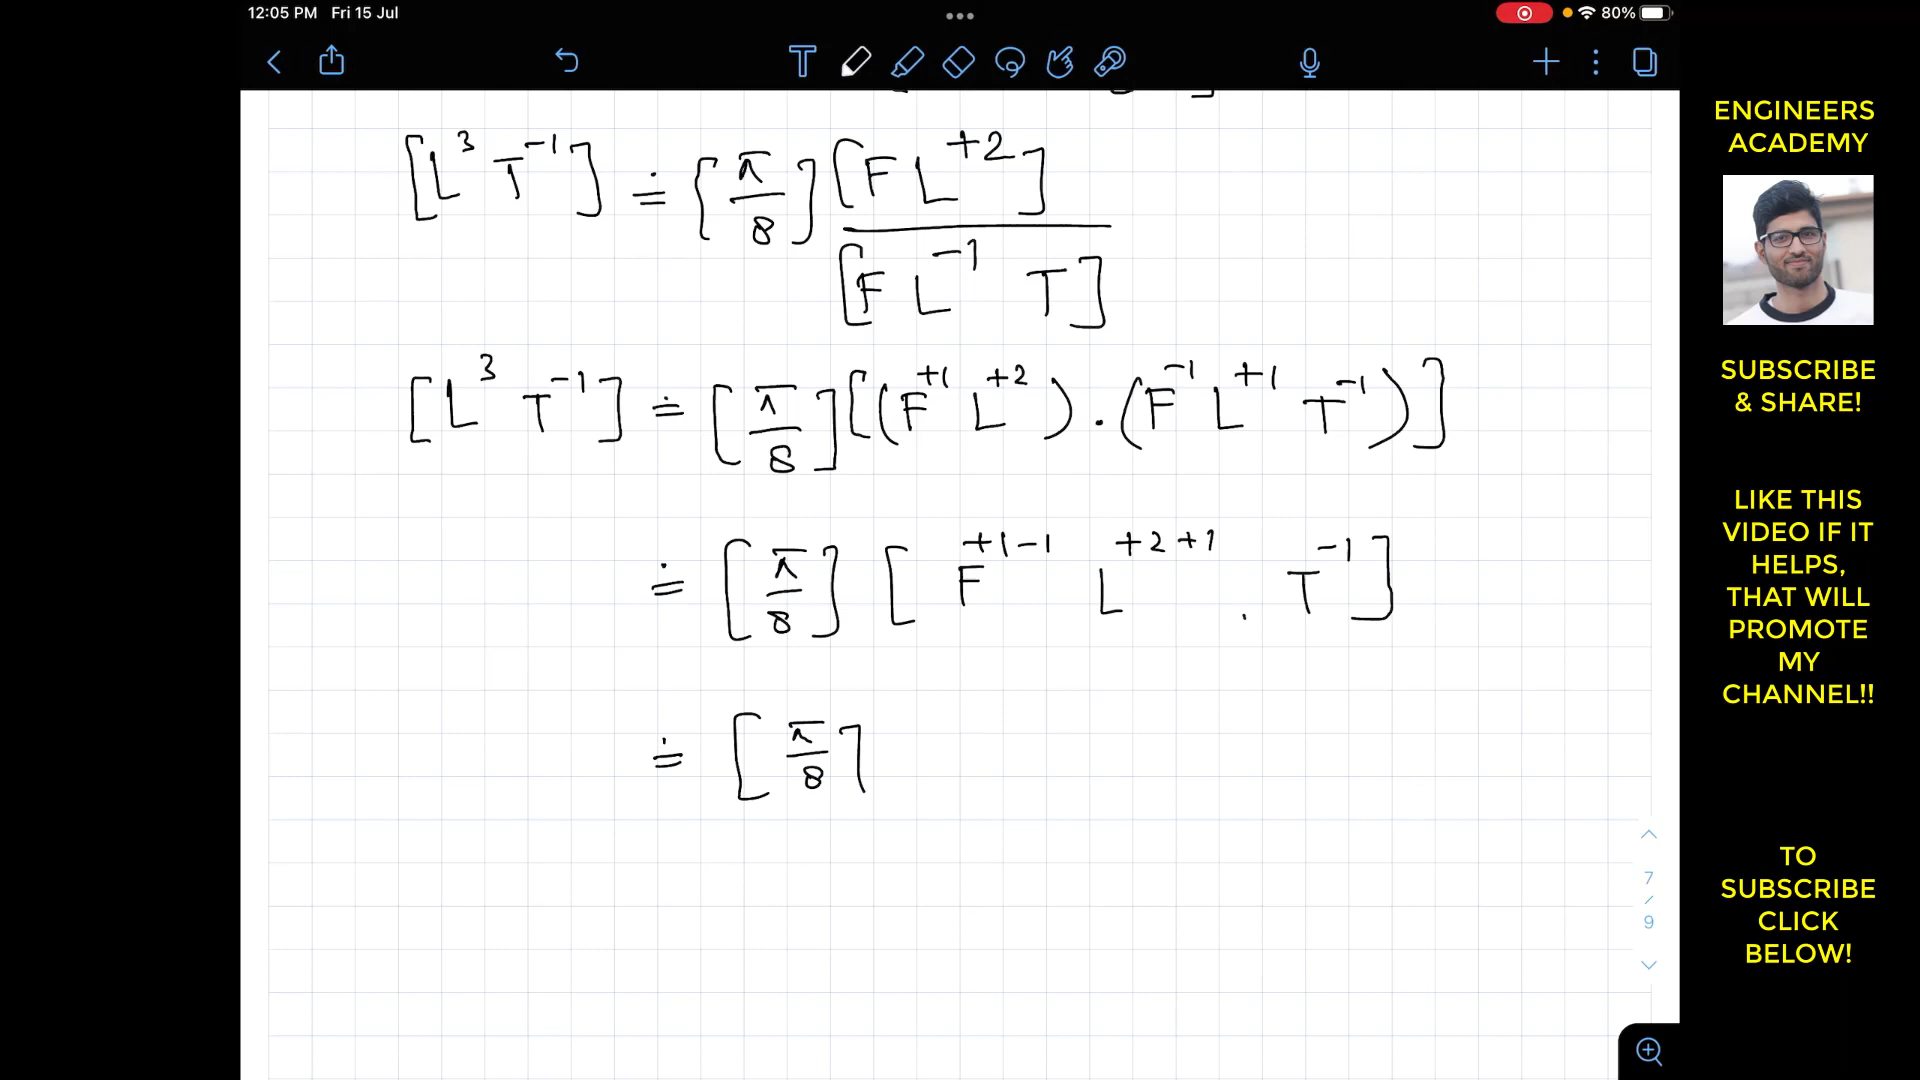 12:05 PM Fri 15 Jul
80%
[L³ T⁻¹] ≐ [π/8] [F L⁺²] / [F L⁻¹ T]
[L³ T⁻¹] ≐ [π/8] [(F⁺¹ L⁺²) . (F⁻¹ L⁺¹ T⁻¹)]
≐ [π/8] [F⁺¹⁻¹ L⁺²⁺¹ . T⁻¹]
≐ [π/8]
7
/
9
ENGINEERS
ACADEMY
SUBSCRIBE
& SHARE!
LIKE THIS
VIDEO IF IT
HELPS,
THAT WILL
PROMOTE
MY
CHANNEL!!
TO
SUBSCRIBE
CLICK
BELOW!